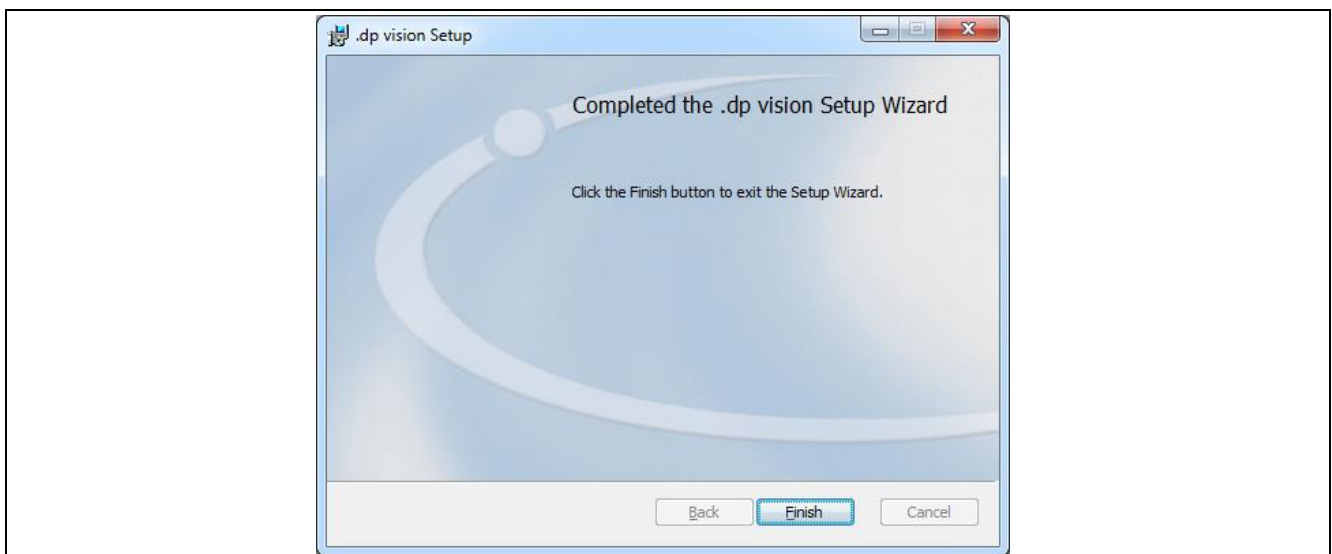 .dp vision Setup
Completed the .dp vision Setup Wizard
Click the Finish button to exit the Setup Wizard.
Back Finish Cancel